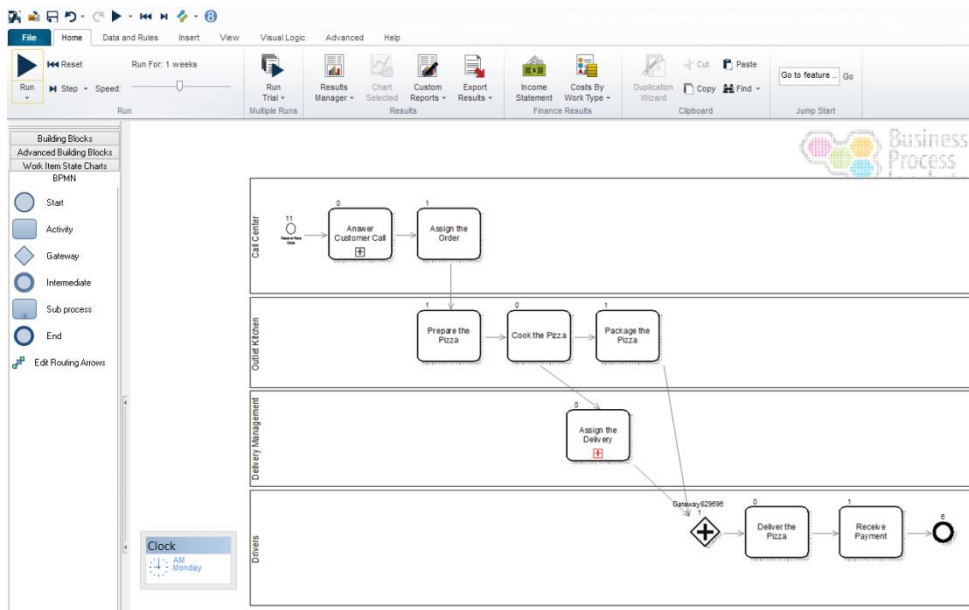 File Home Data and Rules Insert View Visual Logic Advanced Help
Run
Reset
Step
Speed:
Run For: 1 weeks
Run
Run
Trial
Multiple Runs
Results
Manager
Chart
Selected
Custom
Reports
Export
Results
Results
Income
Statement
Costs By
Work Type
Finance Results
Duplication
Wizard
Cut
Copy
Paste
Find
Clipboard
Go to feature ..
Go
Jump Start
Building Blocks
Advanced Building Blocks
Work Item State Charts
BPMN
Start
Activity
Gateway
Intermediate
Sub process
End
Edit Routing Arrows
Business
Process
Call Center
11
0
Answer
Customer Call
1
Assign the
Order
Outlet Kitchen
1
Prepare the
Pizza
0
Cook the Pizza
1
Package the
Pizza
Delivery Management
0
Assign the
Delivery
Drivers
Gateway829696
1
0
Deliver the
Pizza
1
Receive
Payment
6
Clock
AM
Monday